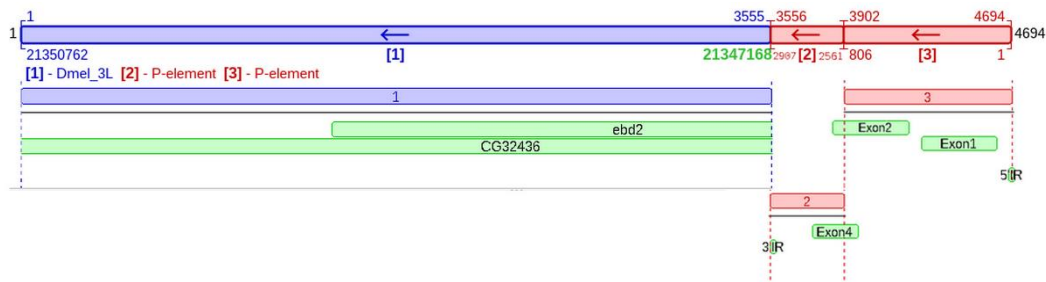 1 3555 3556 3902 4694
1 4694
21350762 [1] 21347168 2907 [2] 2561 806 [3] 1
[1] - Dmel_3L [2] - P-element [3] - P-element
1 3
ebd2 Exon2
CG32436 Exon1
5 IR
2
Exon4
3 IR